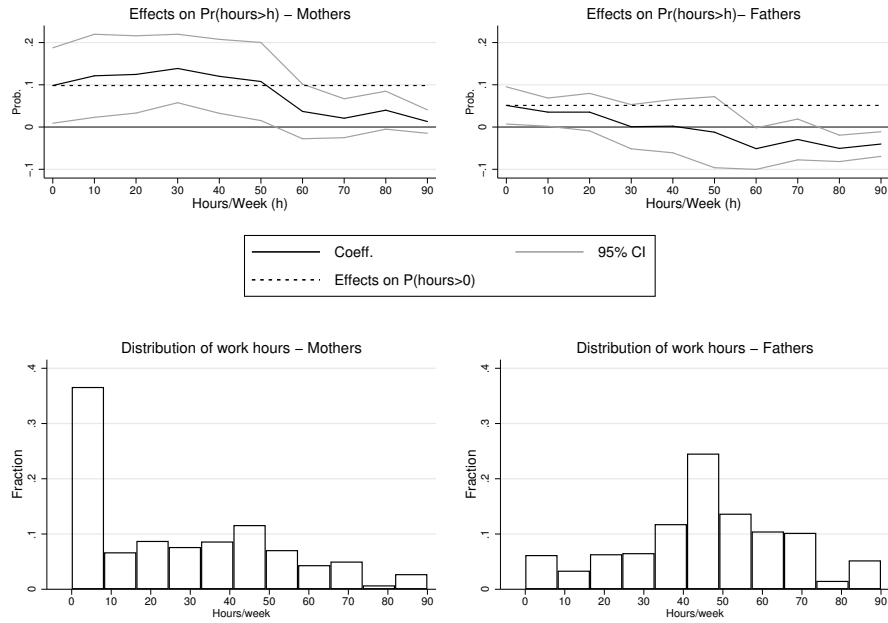 Effects on Pr(hours>h) – Mothers
Prob.
−.1 0 .1 .2
0 10 20 30 40 50 60 70 80 90
Hours/Week (h)
Effects on Pr(hours>h)– Fathers
Prob.
−.1 0 .1 .2
0 10 20 30 40 50 60 70 80 90
Hours/Week (h)
Coeff. 95% CI
Effects on P(hours>0)
Distribution of work hours – Mothers
Fraction
0 .1 .2 .3 .4
0 10 20 30 40 50 60 70 80 90
Hours/week
Distribution of work hours – Fathers
Fraction
0 .1 .2 .3 .4
0 10 20 30 40 50 60 70 80 90
Hours/week